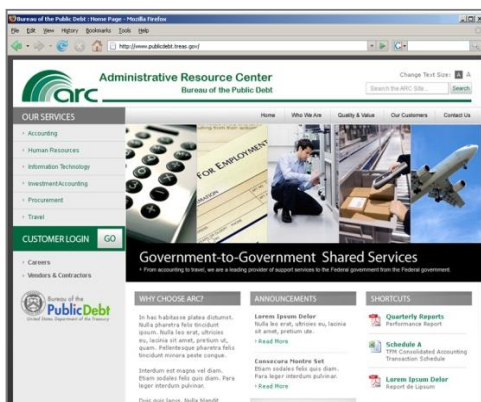 Bureau of the Public Debt : Home Page - Mozilla Firefox
File Edit View History Bookmarks Tools Help
http://www.publicdebt.treas.gov/
arc
Administrative Resource Center
Bureau of the Public Debt
Change Text Size: A A
Search the ARC Site...
Search
OUR SERVICES
Home Who We Are Quality & Value Our Customers Contact Us
Accounting
Human Resources
Information Technology
InvestmentAccounting
Procurement
Travel
CUSTOMER LOGIN GO
Careers
Vendors & Contractors
Bureau of the
PublicDebt
United States Department of the Treasury
FOR EMPLOYMENT
Government-to-Government Shared Services
From accounting to travel, we are a leading provider of support services to the Federal government from the Federal government.
WHY CHOOSE ARC?
In hac habitasse platea dictumst.
Nulla pharetra felis tincidunt
ipsum. Nulla leo erat, ultricies
eu, lacinia sit amet, pretium ut,
quam. Pellentesque pharetra felis
tincidunt minora peste congue.
Interdum est magna vel diam.
Etiam sodales felis quis diam. Para
leger interdum pulvinar.
Duis quis lacus. Nulla blandit
ANNOUNCEMENTS
Lorem Ipsum Delor
Nulla leo erat, ultricies eu, lacinia
sit amet, pretium ute.
Read More
Consecura Montre Set
Etiam sodales felis quis diam. Para
leger interdum pulvinar.
Read More
SHORTCUTS
Quarterly Reports
Performance Report
Schedule A
TFM Consolidated Accounting
Transaction Schedule
Lorem Ipsum Delor
Report de Lipsum